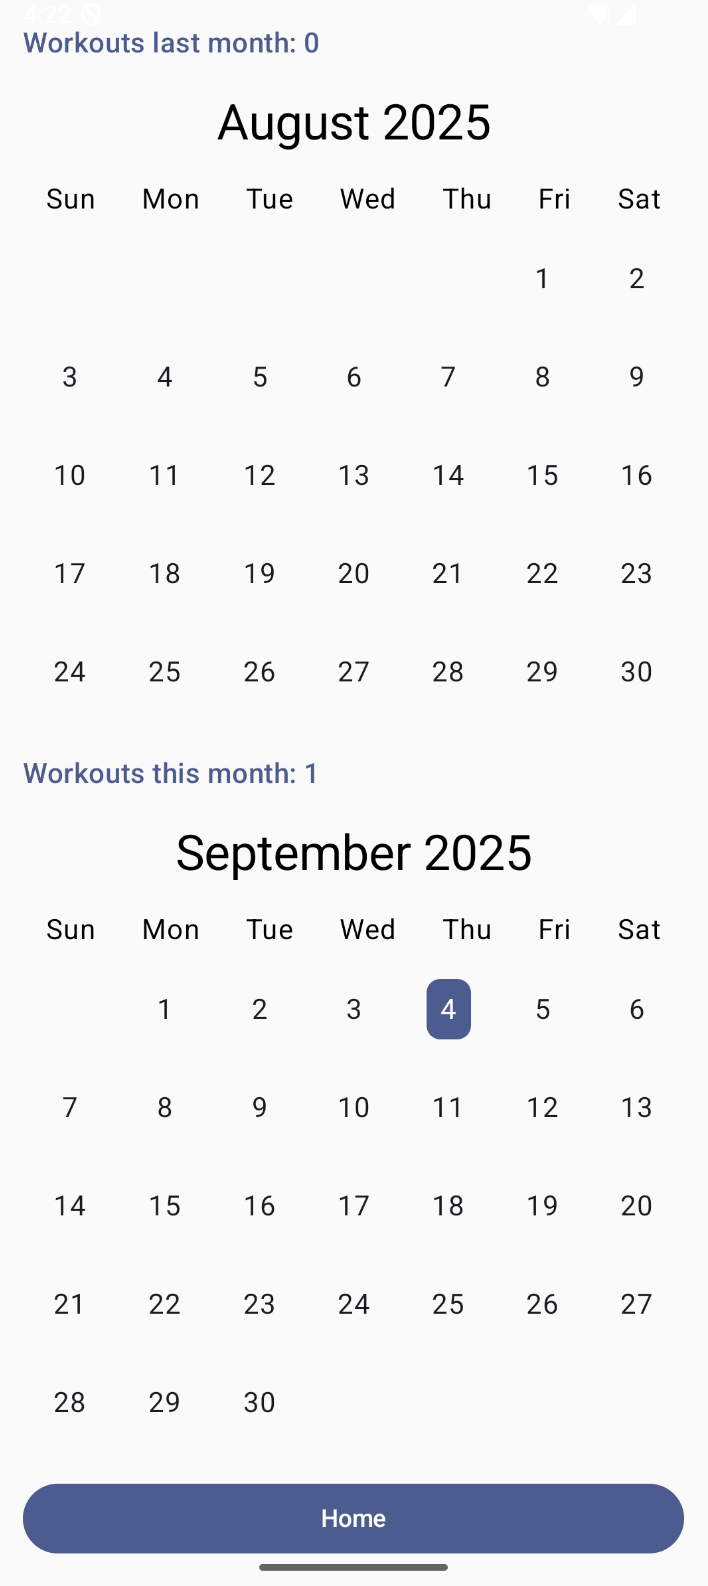 4:22
Workouts last month: 0
August 2025
Sun Mon Tue Wed Thu Fri Sat
1 2
3 4 5 6 7 8 9
10 11 12 13 14 15 16
17 18 19 20 21 22 23
24 25 26 27 28 29 30
Workouts this month: 1
September 2025
Sun Mon Tue Wed Thu Fri Sat
1 2 3 4 5 6
7 8 9 10 11 12 13
14 15 16 17 18 19 20
21 22 23 24 25 26 27
28 29 30
Home